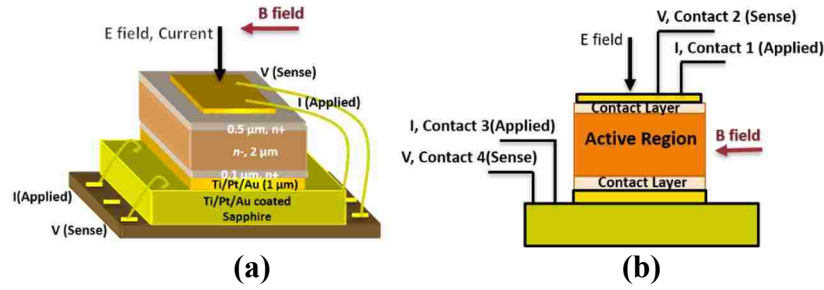 E field, Current
B field
V (Sense)
I (Applied)
0.5 µm, n+
n-, 2 µm
0.1 µm, n+
Ti/Pt/Au (1 µm)
Ti/Pt/Au coated
Sapphire
I(Applied)
V (Sense)
(a)
V, Contact 2 (Sense)
E field
I, Contact 1 (Applied)
Contact Layer
I, Contact 3(Applied)
Active Region
B field
V, Contact 4(Sense)
Contact Layer
(b)